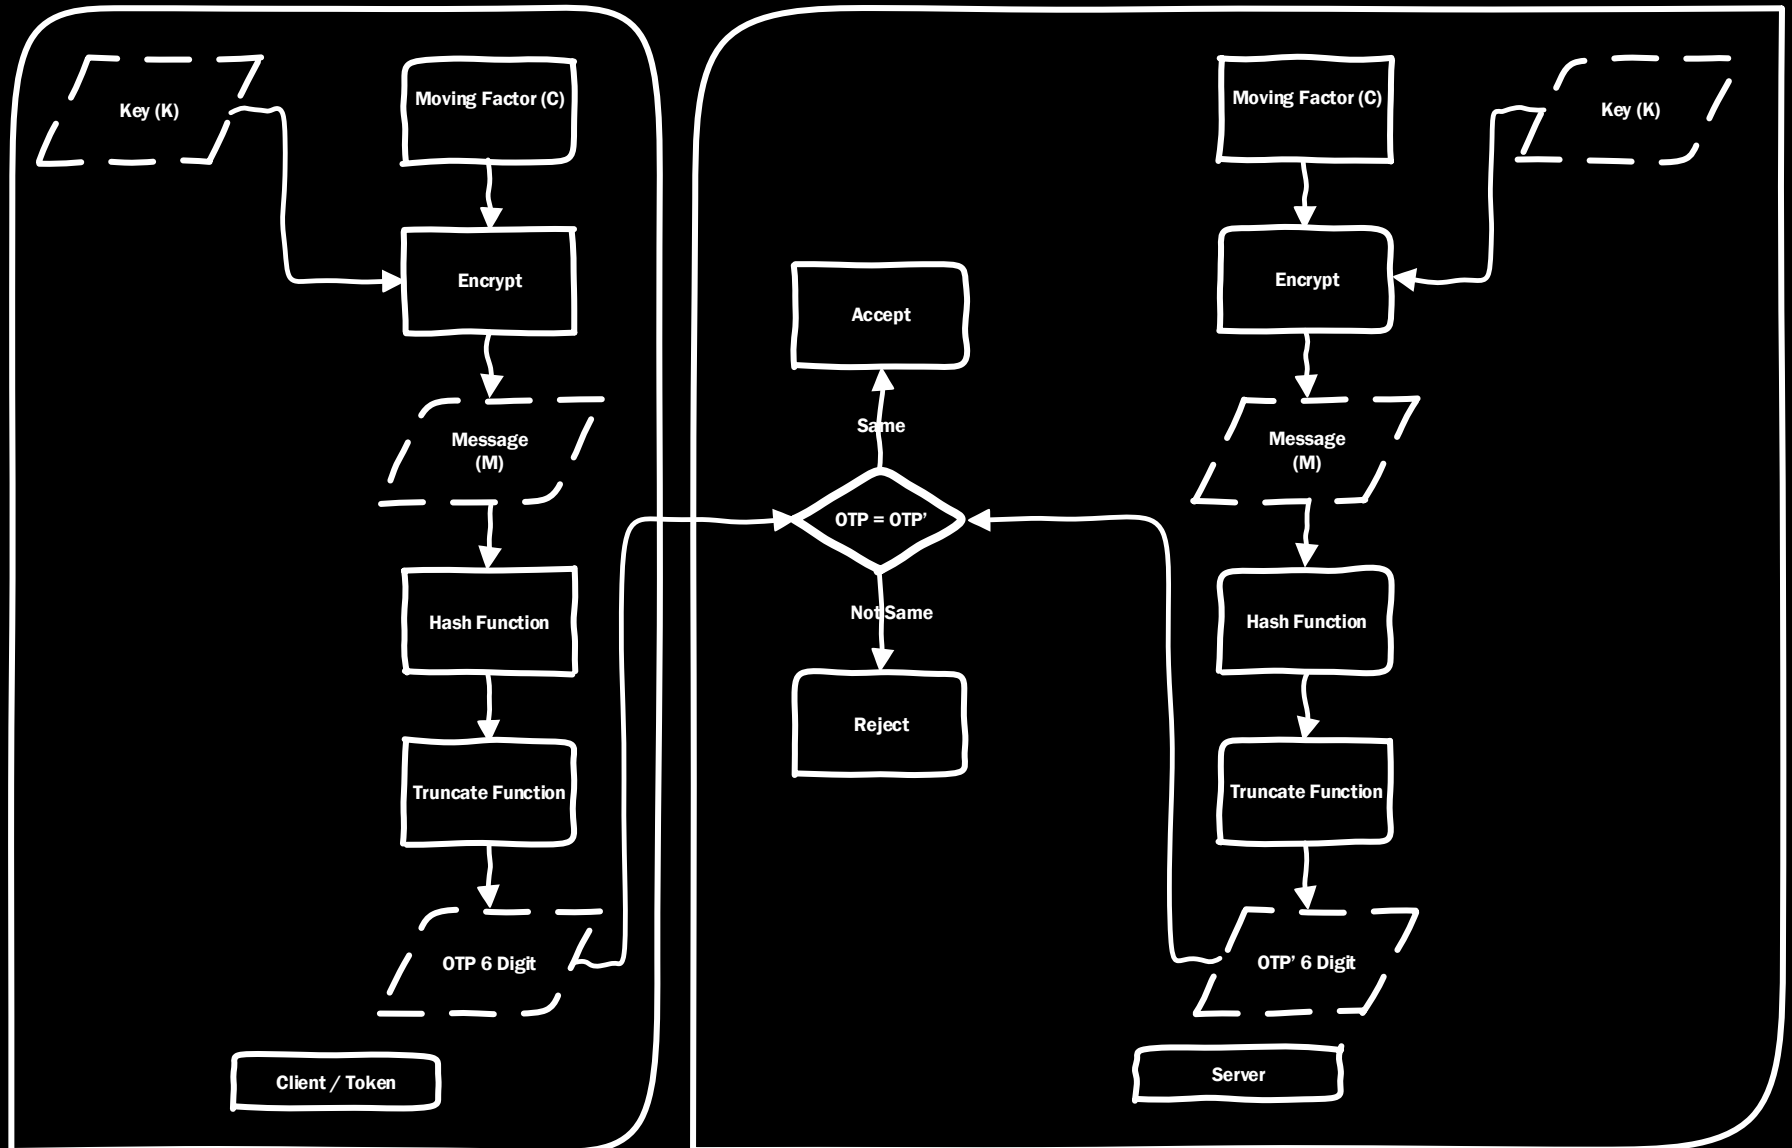 Key (K)
Moving Factor (C)
Encrypt
Message
(M)
Hash Function
Truncate Function
OTP 6 Digit
Client / Token
Accept
Same
OTP = OTP’
Not Same
Reject
Moving Factor (C)
Key (K)
Encrypt
Message
(M)
Hash Function
Truncate Function
OTP’ 6 Digit
Server